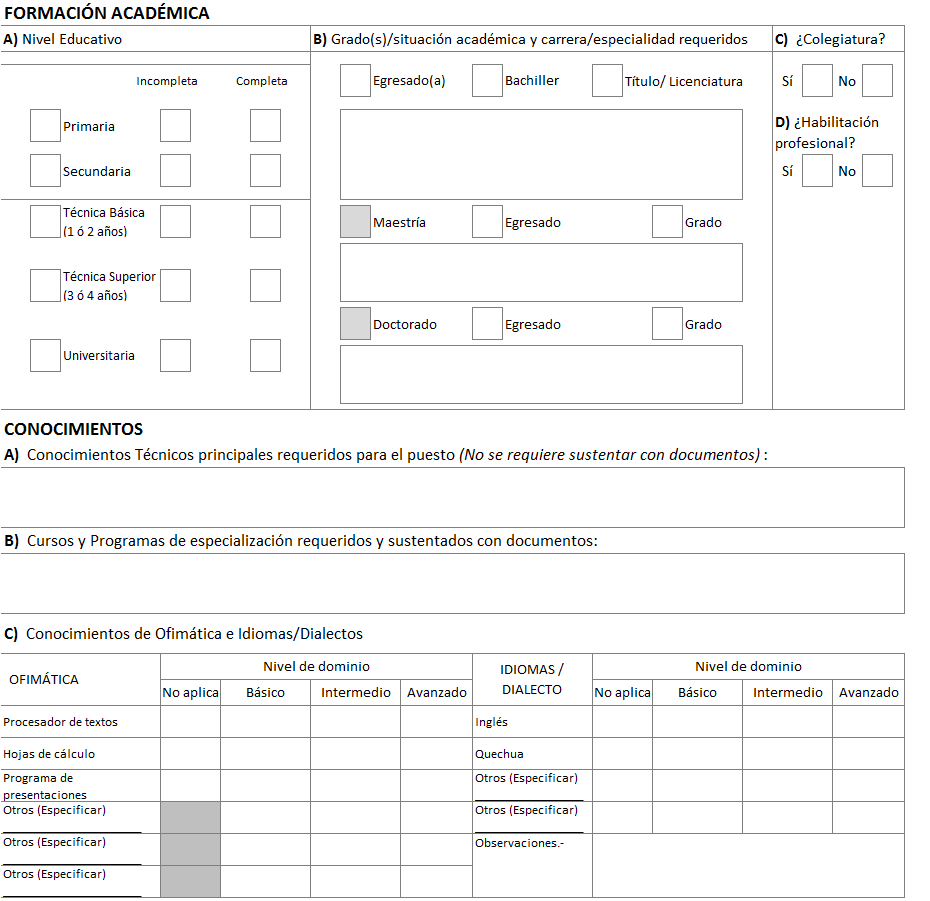 FORMACIÓN ACADÉMICA
A) Nivel Educativo
B) Grado(s)/situación académica y carrera/especialidad requeridos
C) ¿Colegiatura?
Incompleta Completa
Primaria
Secundaria
Técnica Básica
(1 ó 2 años)
Técnica Superior
(3 ó 4 años)
Universitaria
Egresado(a) Bachiller Título/ Licenciatura
Maestría Egresado Grado
Doctorado Egresado Grado
Sí No
D) ¿Habilitación
profesional?
Sí No
CONOCIMIENTOS
A) Conocimientos Técnicos principales requeridos para el puesto (No se requiere sustentar con documentos) :
B) Cursos y Programas de especialización requeridos y sustentados con documentos:
C) Conocimientos de Ofimática e Idiomas/Dialectos
OFIMÁTICA
Nivel de dominio
No aplica Básico Intermedio Avanzado
Procesador de textos
Hojas de cálculo
Programa de
presentaciones
Otros (Especificar)
Otros (Especificar)
Otros (Especificar)
IDIOMAS /
DIALECTO
Nivel de dominio
No aplica Básico Intermedio Avanzado
Inglés
Quechua
Otros (Especificar)
Otros (Especificar)
Observaciones.-